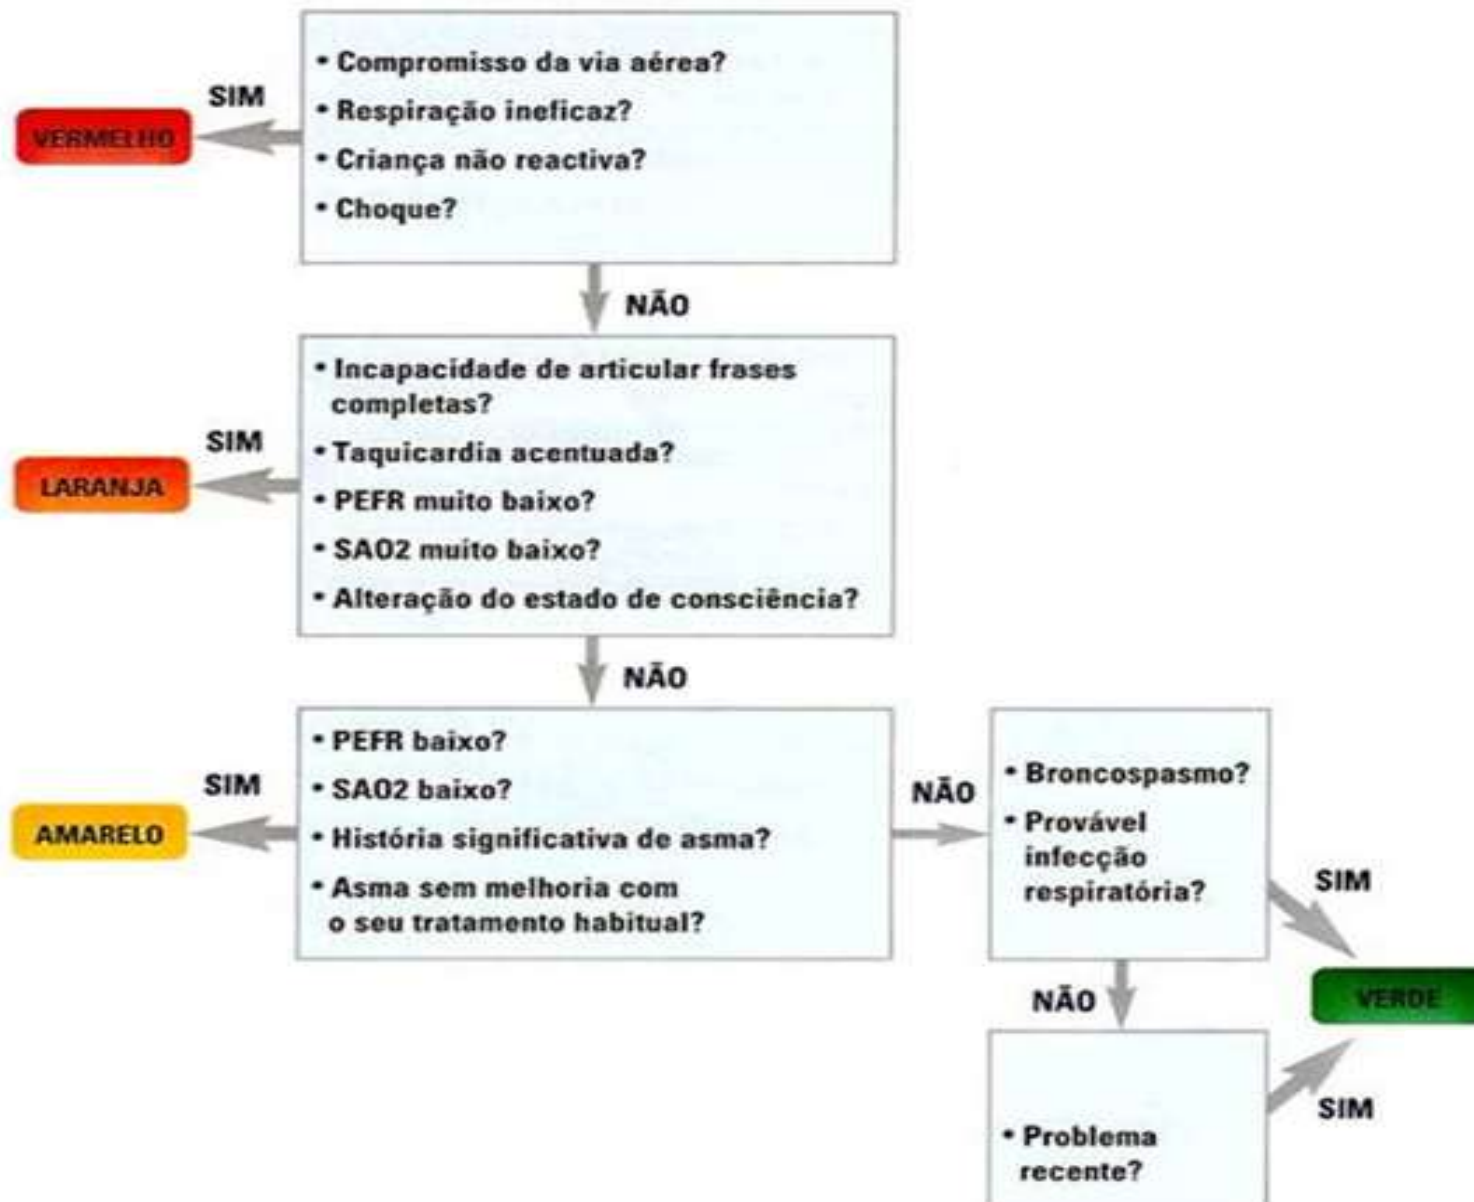 • Compromisso da via aérea?
• Respiração ineficaz?
• Criança não reactiva?
• Choque?
SIM
VERMELHO
NÃO
• Incapacidade de articular frases
completas?
• Taquicardia acentuada?
• PEFR muito baixo?
• SAO2 muito baixo?
• Alteração do estado de consciência?
SIM
LARANJA
NÃO
• PEFR baixo?
• SAO2 baixo?
• História significativa de asma?
• Asma sem melhoria com
o seu tratamento habitual?
SIM
AMARELO
NÃO
• Broncospasmo?
• Provável
infecção
respiratória?
SIM
VERDE
NÃO
• Problema
recente?
SIM